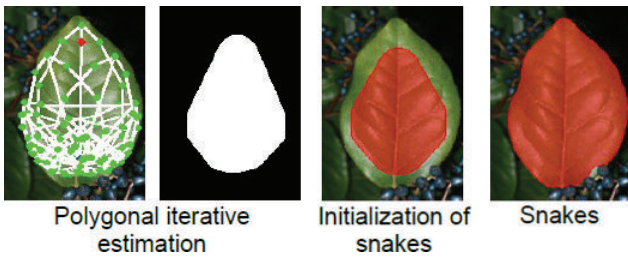 Polygonal iterative
estimation
Initialization of
snakes
Snakes